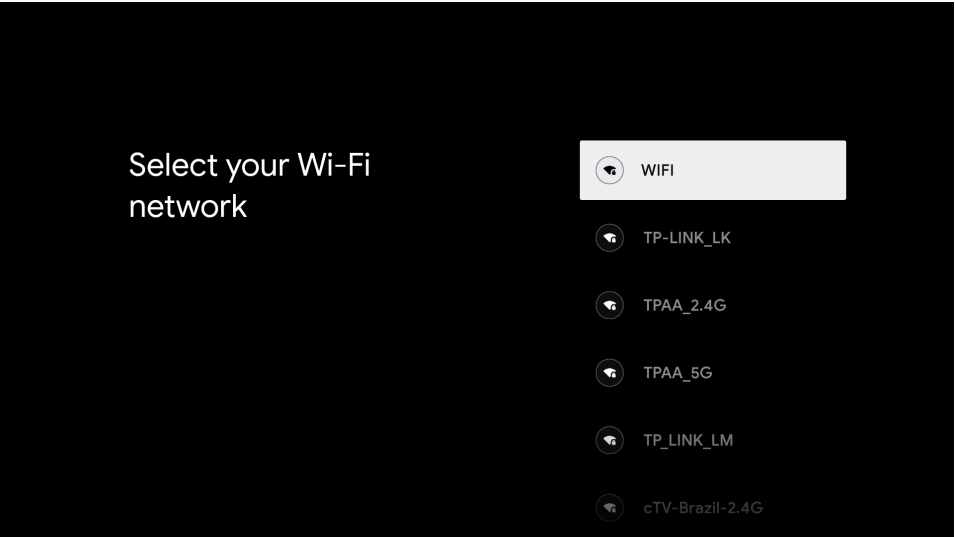 Select your Wi-Fi
network
WIFI
TP-LINK_LK
TPAA_2.4G
TPAA_5G
TP_LINK_LM
cTV-Brazil-2.4G